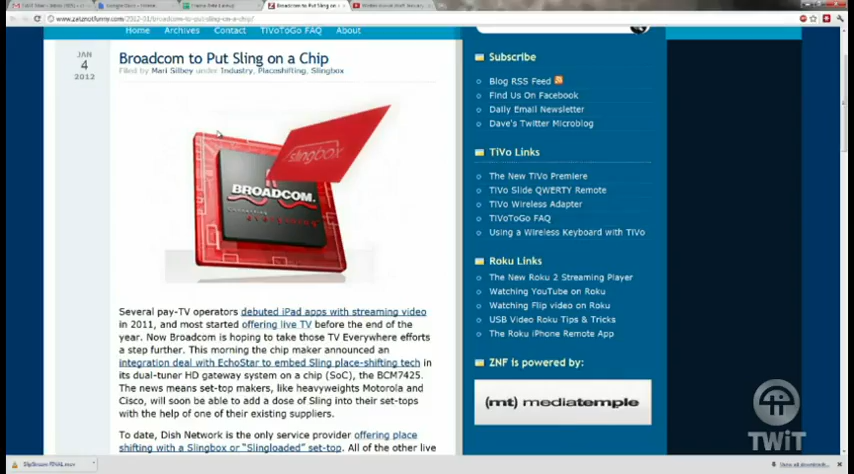 www.zatznotfunny.com/2012-01/broadcom-to-put-sling-on-a-chip/
Home Archives Contact TiVoToGo FAQ About
JAN
4
2012
Broadcom to Put Sling on a Chip
Filed by Mari Silbey under Industry, Placeshifting, Slingbox
slingbox
BROADCOM.
Several pay-TV operators debuted iPad apps with streaming video
in 2011, and most started offering live TV before the end of the
year. Now Broadcom is hoping to take those TV Everywhere efforts
a step further. This morning the chip maker announced an
integration deal with EchoStar to embed Sling place-shifting tech in
its dual-tuner HD gateway system on a chip (SoC), the BCM7425.
The news means set-top makers, like heavyweights Motorola and
Cisco, will soon be able to add a dose of Sling into their set-tops
with the help of one of their existing suppliers.
To date, Dish Network is the only service provider offering place
shifting with a Slingbox or “Slingloaded” set-top. All of the other live
Subscribe
Blog RSS Feed
Find Us On Facebook
Daily Email Newsletter
Dave's Twitter Microblog
TiVo Links
The New TiVo Premiere
TiVo Slide QWERTY Remote
TiVo Wireless Adapter
TiVoToGo FAQ
Using a Wireless Keyboard with TiVo
Roku Links
The New Roku 2 Streaming Player
Watching YouTube on Roku
Watching Flip video on Roku
USB Video Roku Tips & Tricks
The Roku iPhone Remote App
ZNF is powered by:
(mt) mediatemple
TWiT